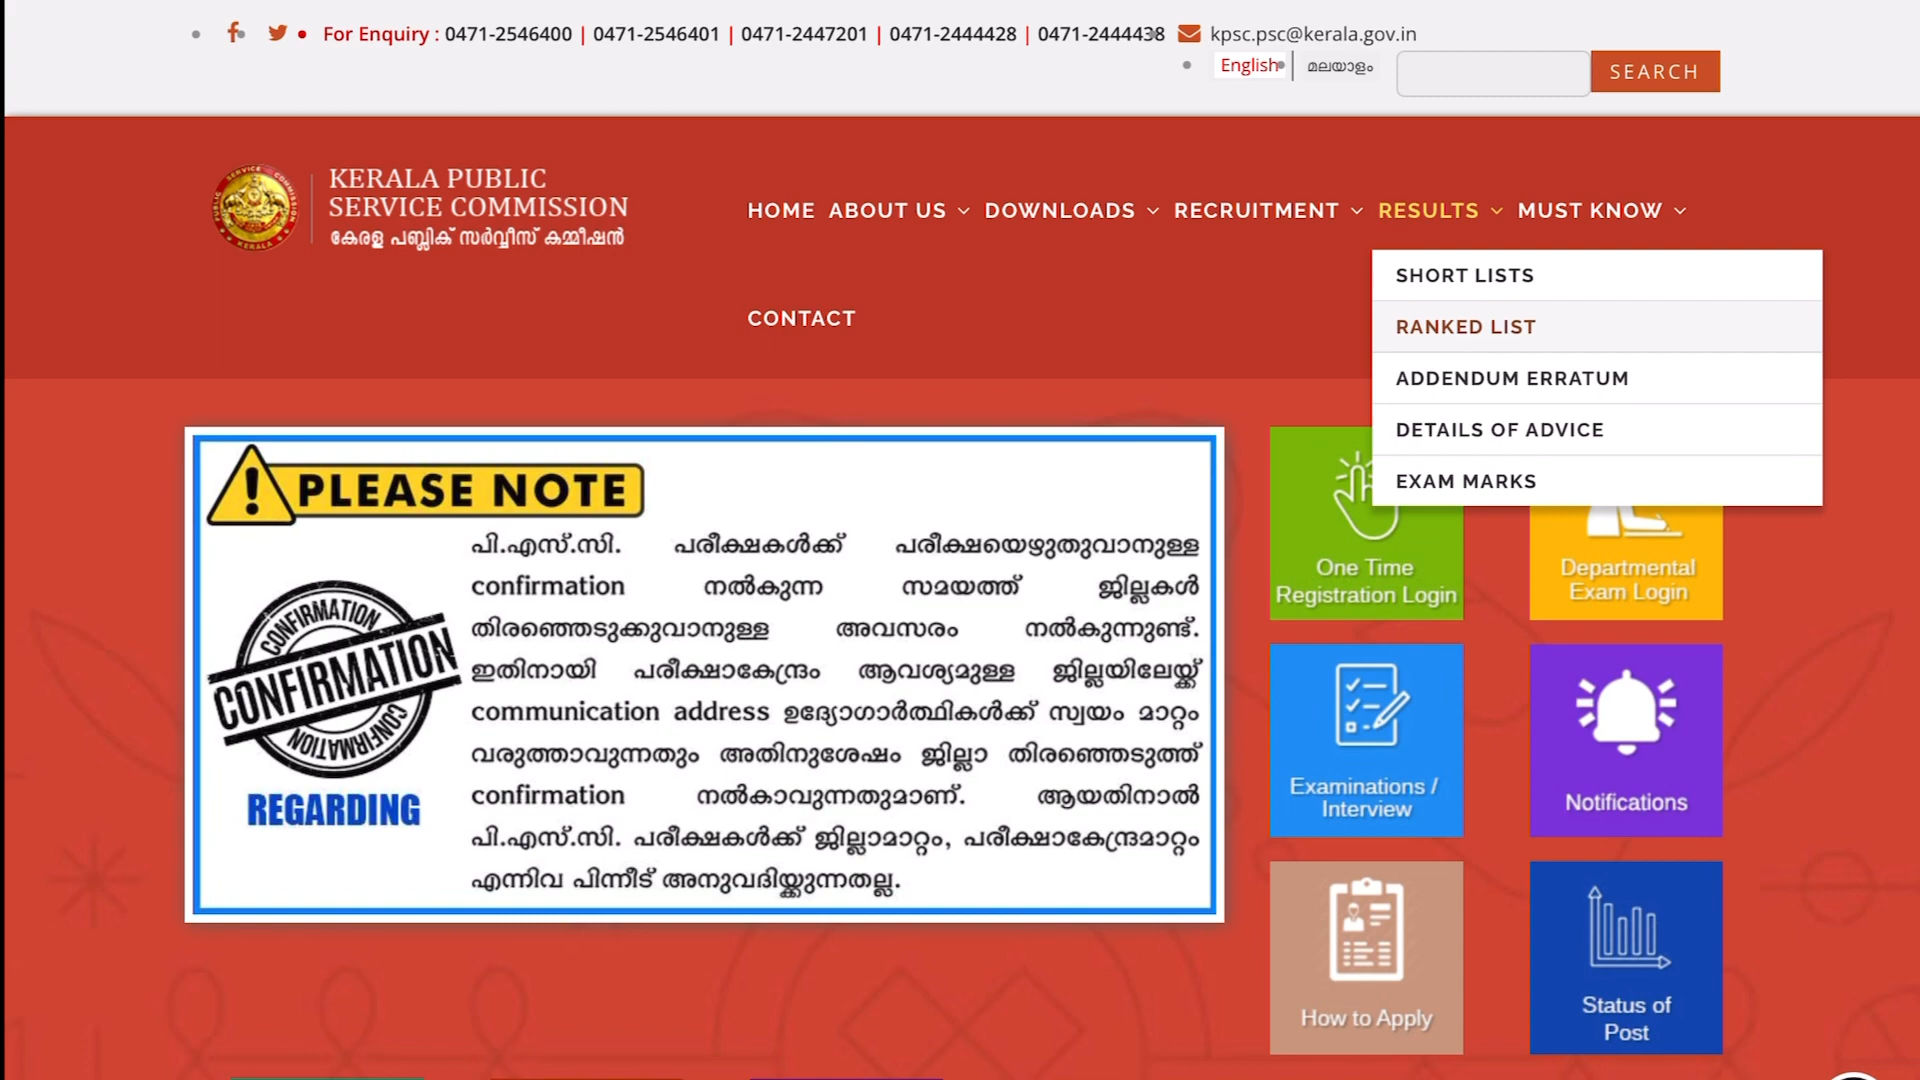 For Enquiry : 0471-2546400 | 0471-2546401 | 0471-2447201 | 0471-2444428 | 0471-2444438 kpsc.psc@kerala.gov.in
English മലയാളം SEARCH
KERALA PUBLIC
SERVICE COMMISSION
കേരള പബ്ലിക് സർവ്വീസ് കമ്മീഷൻ
HOME ABOUT US DOWNLOADS RECRUITMENT RESULTS MUST KNOW
CONTACT
SHORT LISTS
RANKED LIST
ADDENDUM ERRATUM
DETAILS OF ADVICE
EXAM MARKS
PLEASE NOTE
CONFIRMATION
CONFIRMATION
CONFIRMATION
REGARDING
പി.എസ്.സി. പരീക്ഷകൾക്ക് പരീക്ഷയെഴുതുവാനുള്ള
confirmation നൽകുന്ന സമയത്ത് ജില്ലകൾ
തിരഞ്ഞെടുക്കുവാനുള്ള അവസരം നൽകുന്നുണ്ട്.
ഇതിനായി പരീക്ഷാകേന്ദ്രം ആവശ്യമുള്ള ജില്ലയിലേയ്ക്ക്
communication address ഉദ്യോഗാർത്ഥികൾക്ക് സ്വയം മാറ്റം
വരുത്താവുന്നതും അതിനുശേഷം ജില്ലാ തിരഞ്ഞെടുത്ത്
confirmation നൽകാവുന്നതുമാണ്. ആയതിനാൽ
പി.എസ്.സി. പരീക്ഷകൾക്ക് ജില്ലാമാറ്റം, പരീക്ഷാകേന്ദ്രമാറ്റം
എന്നിവ പിന്നീട് അനുവദിയ്ക്കുന്നതല്ല.
One Time
Registration Login
Departmental
Exam Login
Examinations /
Interview
Notifications
How to Apply
Status of
Post